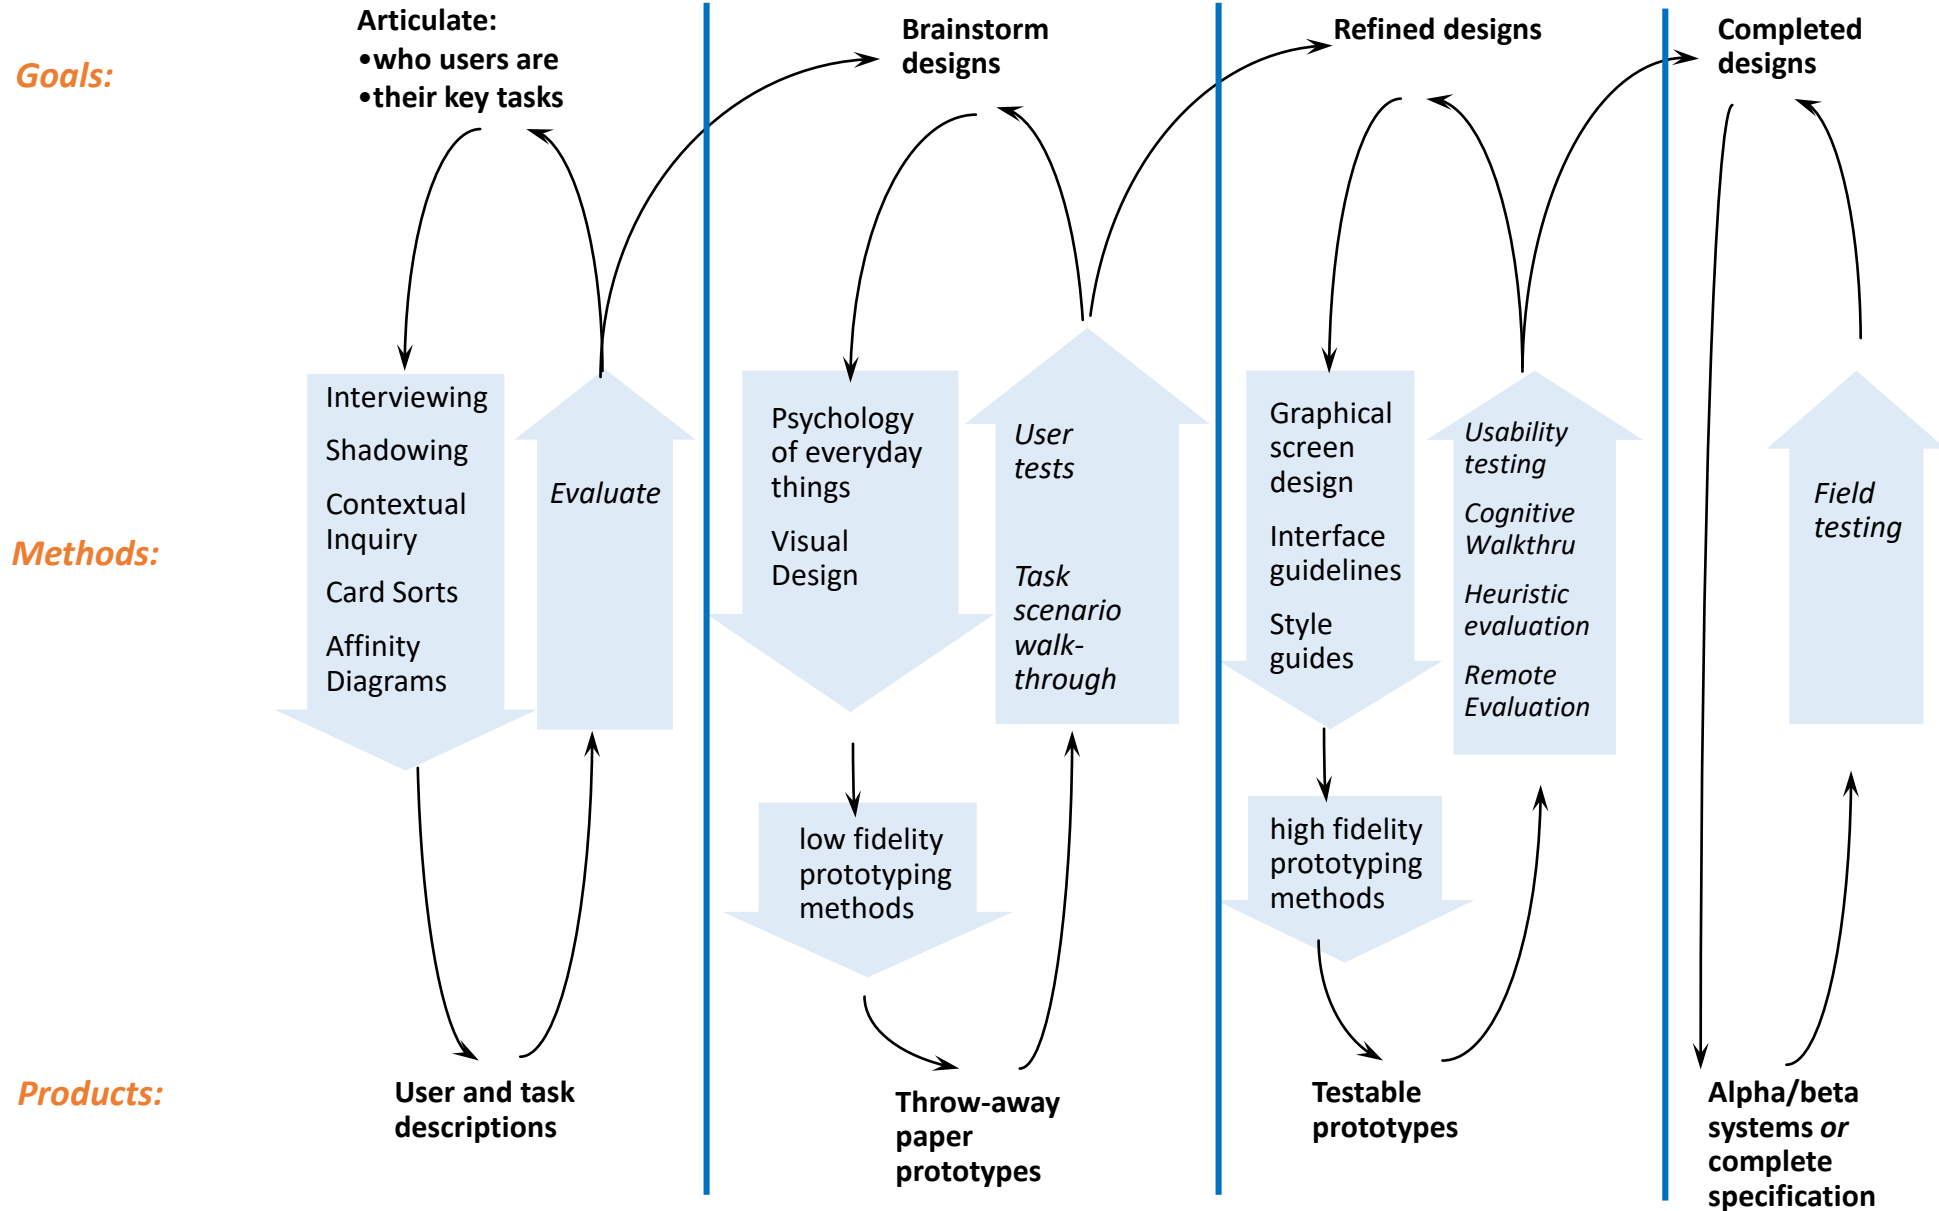 Goals:
Articulate:
•who users are
•their key tasks
Brainstorm
designs
Refined designs
Completed
designs
Methods:
Interviewing
Shadowing
Contextual
Inquiry
Card Sorts
Affinity
Diagrams
Evaluate
Psychology
of everyday
things
Visual
Design
low fidelity
prototyping
methods
User
tests
Task
scenario
walk-
through
Graphical
screen
design
Interface
guidelines
Style
guides
high fidelity
prototyping
methods
Usability
testing
Cognitive
Walkthru
Heuristic
evaluation
Remote
Evaluation
Field
testing
Products:
User and task
descriptions
Throw-away
paper
prototypes
Testable
prototypes
Alpha/beta
systems or
complete
specification